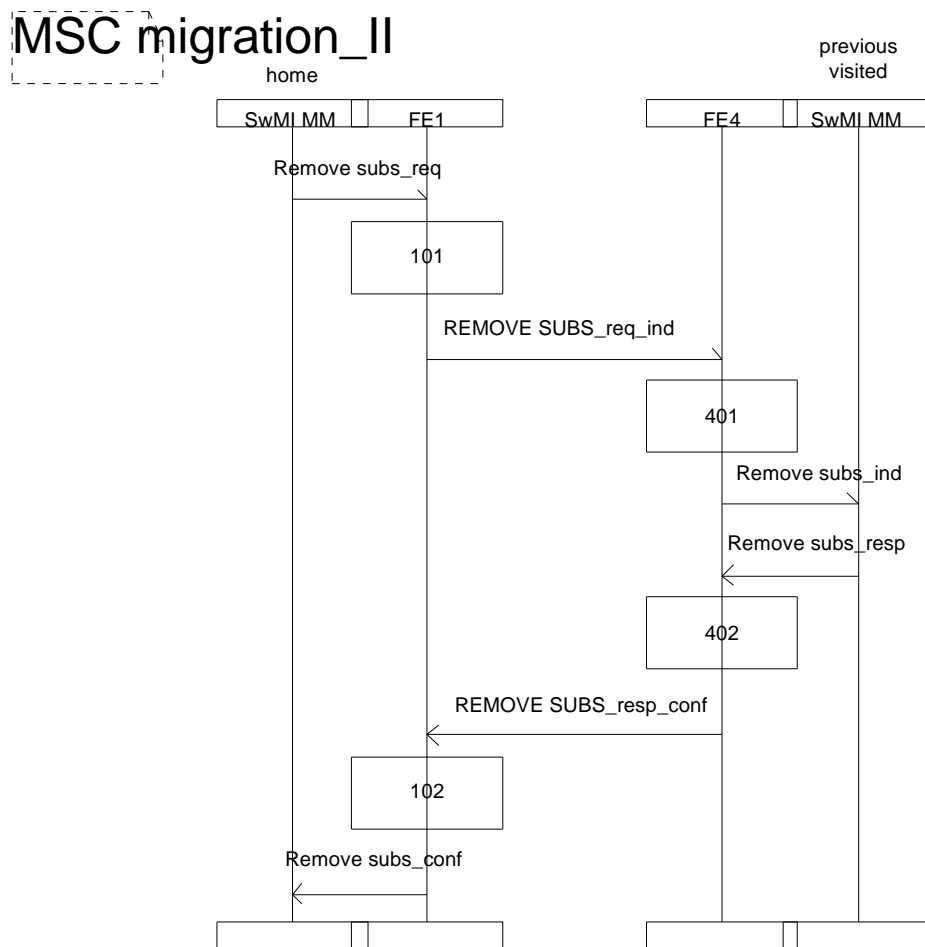 MSC migration_II
home
previous
visited
SwMI MM
FE1
FE4
SwMI MM
Remove subs_req
101
REMOVE SUBS_req_ind
401
Remove subs_ind
Remove subs_resp
402
REMOVE SUBS_resp_conf
102
Remove subs_conf